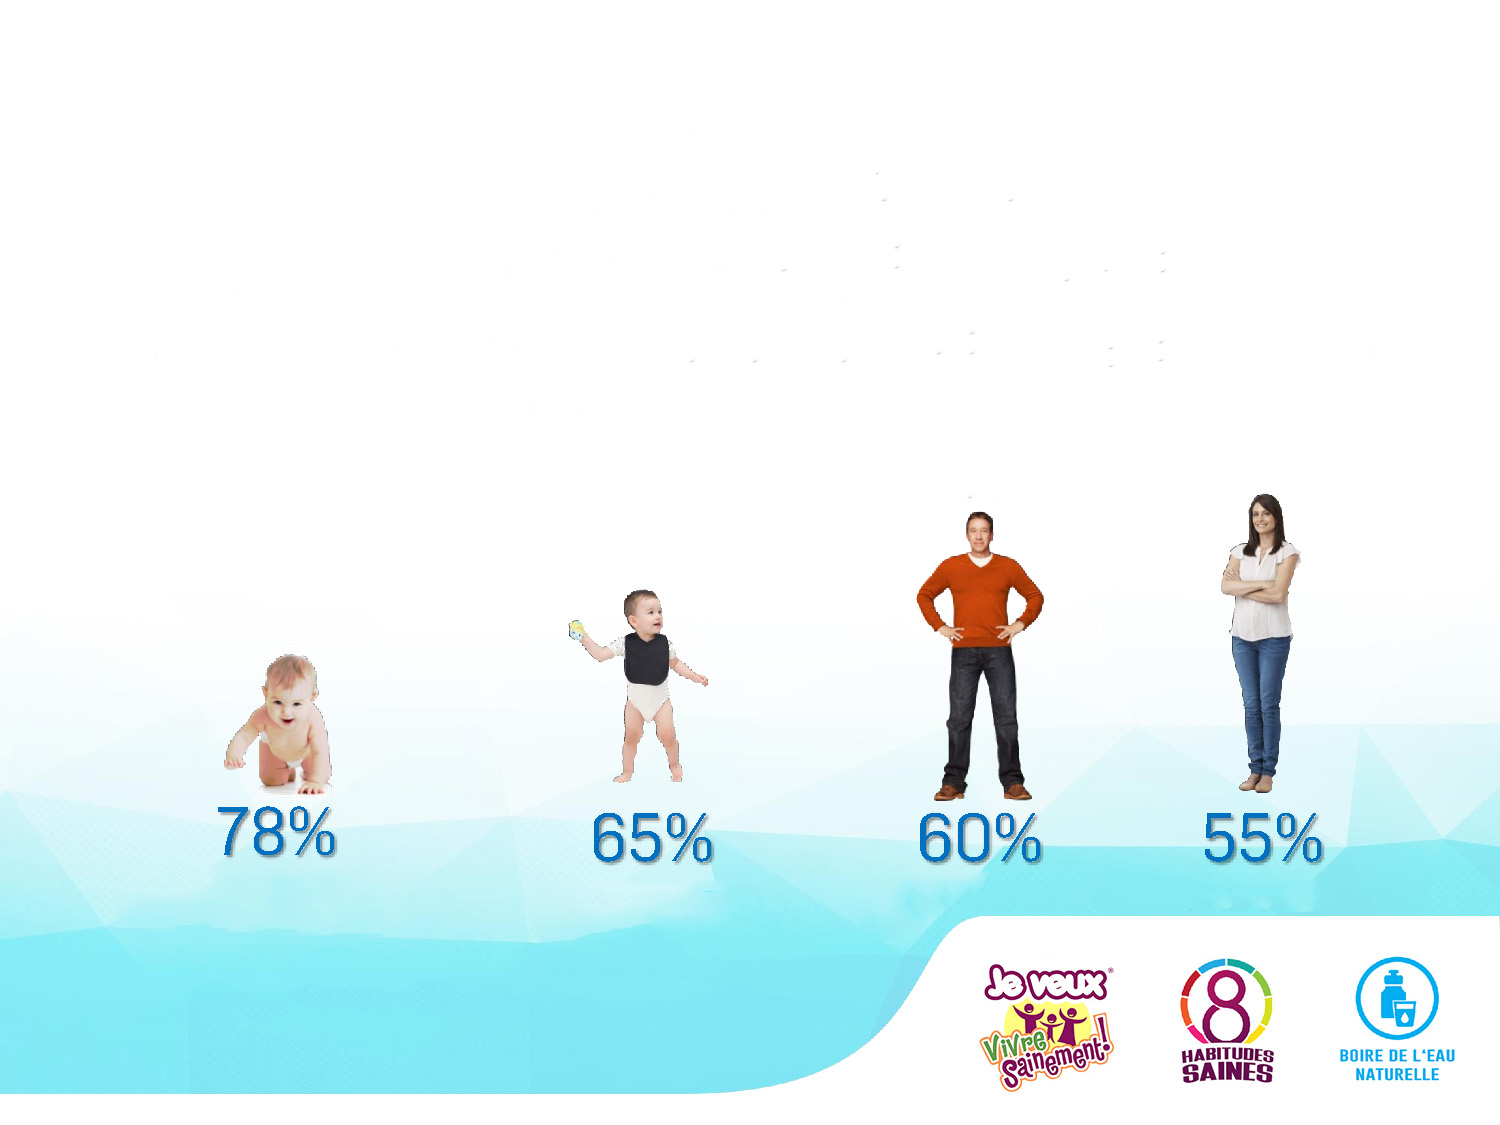 78%
65%
60%
55%
Je veux®
Vivre
Sainement!
8
HABITUDES
SAINES
BOIRE DE L'EAU
NATURELLE